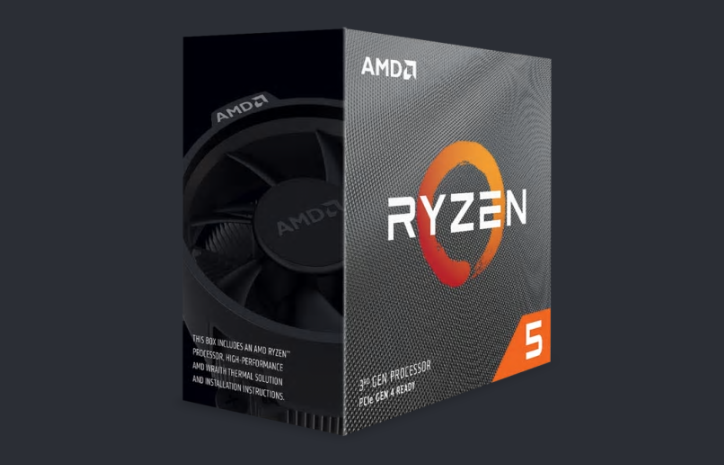 AMD
AMD
THIS BOX INCLUDES AN AMD RYZEN™
PROCESSOR, HIGH-PERFORMANCE
AMD WRAITH THERMAL SOLUTION
AND INSTALLATION INSTRUCTIONS.
AMD
RYZEN
5
3RD GEN PROCESSOR
PCIe GEN 4 READY